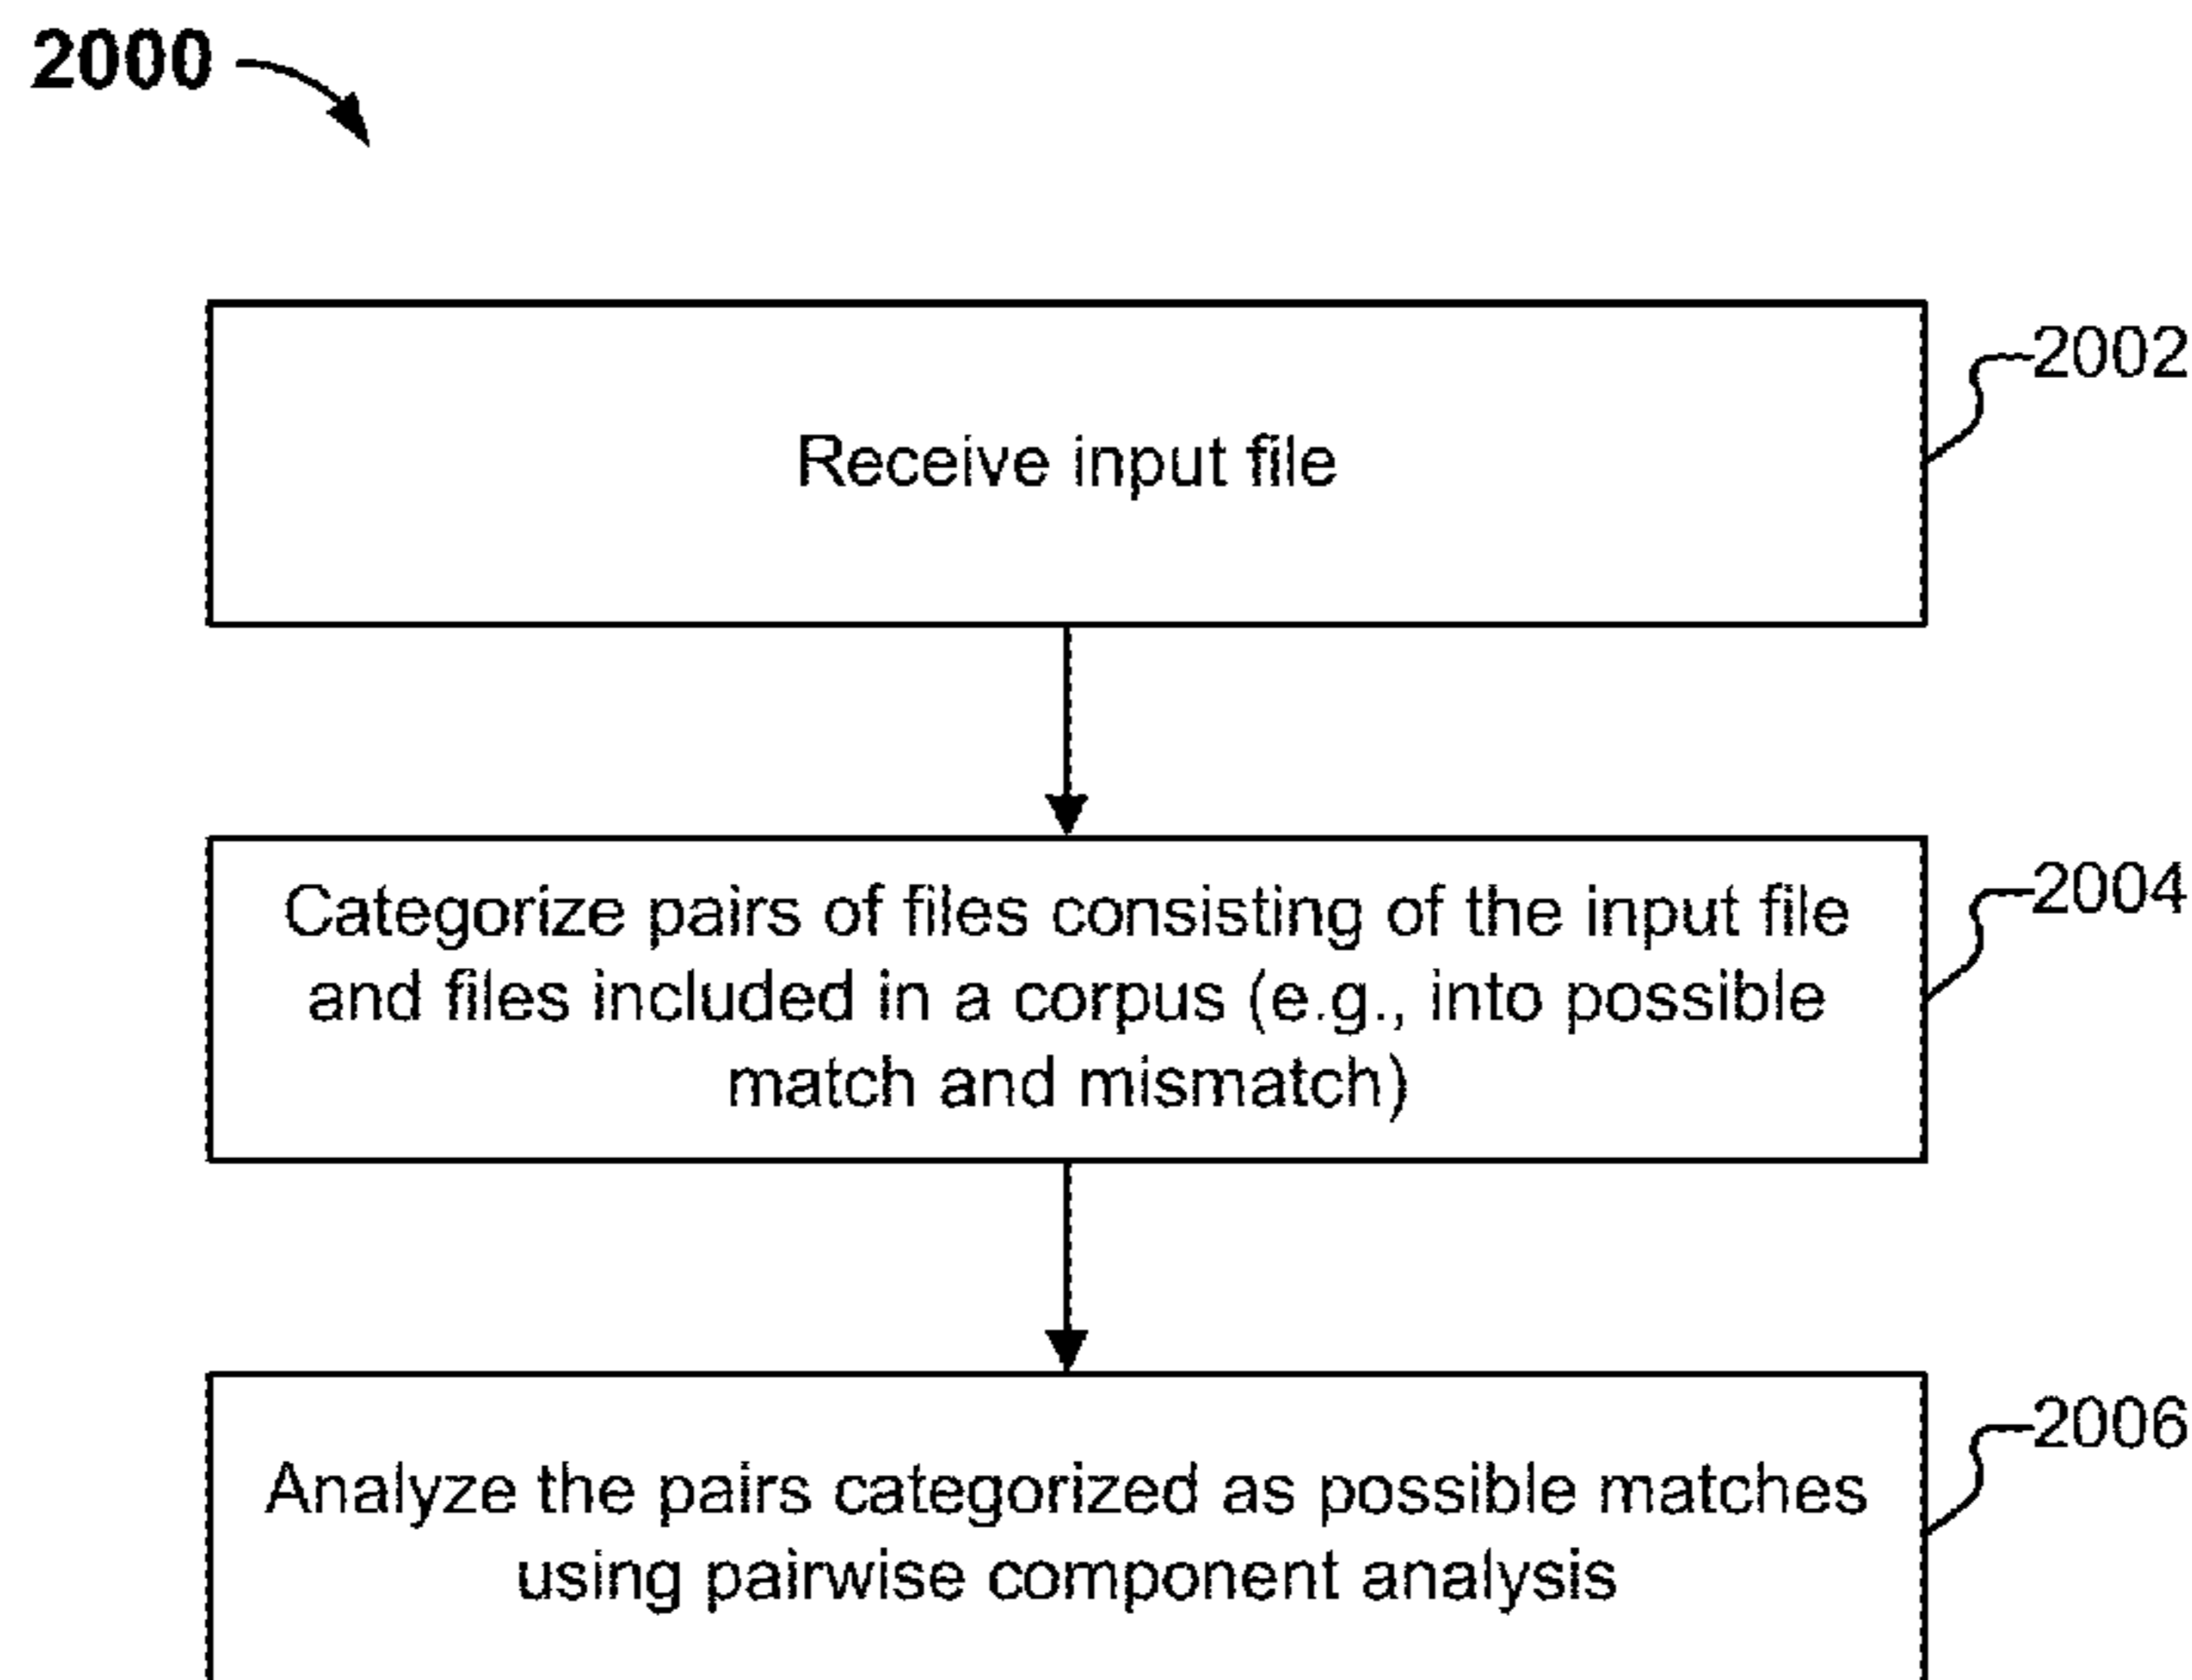 2000
2002
Receive input file
2004
Categorize pairs of files consisting of the input file
and files included in a corpus (e.g., into possible
match and mismatch)
2006
Analyze the pairs categorized as possible matches
using pairwise component analysis